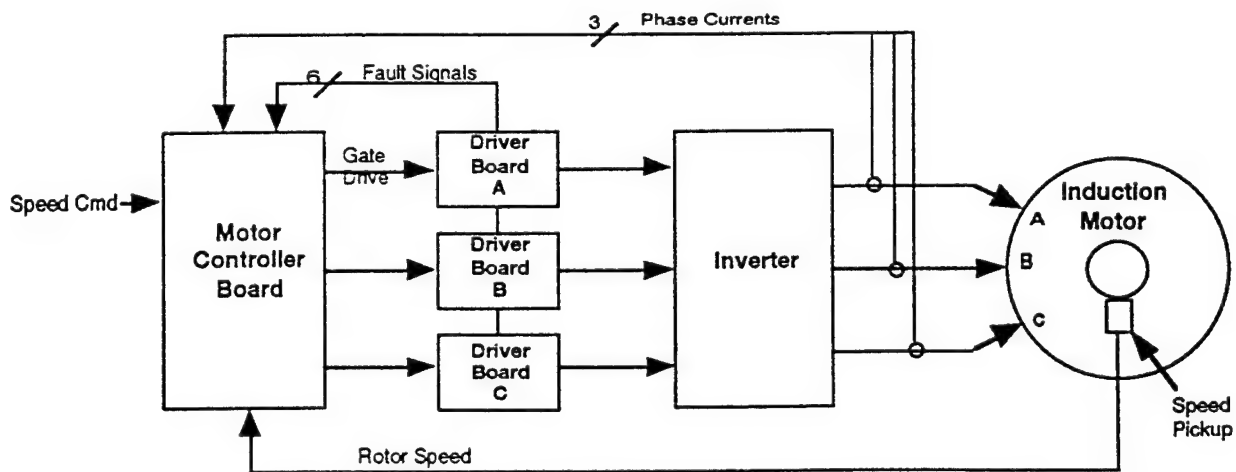 3 Phase Currents
6 Fault Signals
Speed Cmd
Motor
Controller
Board
Gate
Drive
Driver
Board
A
Driver
Board
B
Driver
Board
C
Inverter
Induction
Motor
A
B
C
Speed
Pickup
Rotor Speed